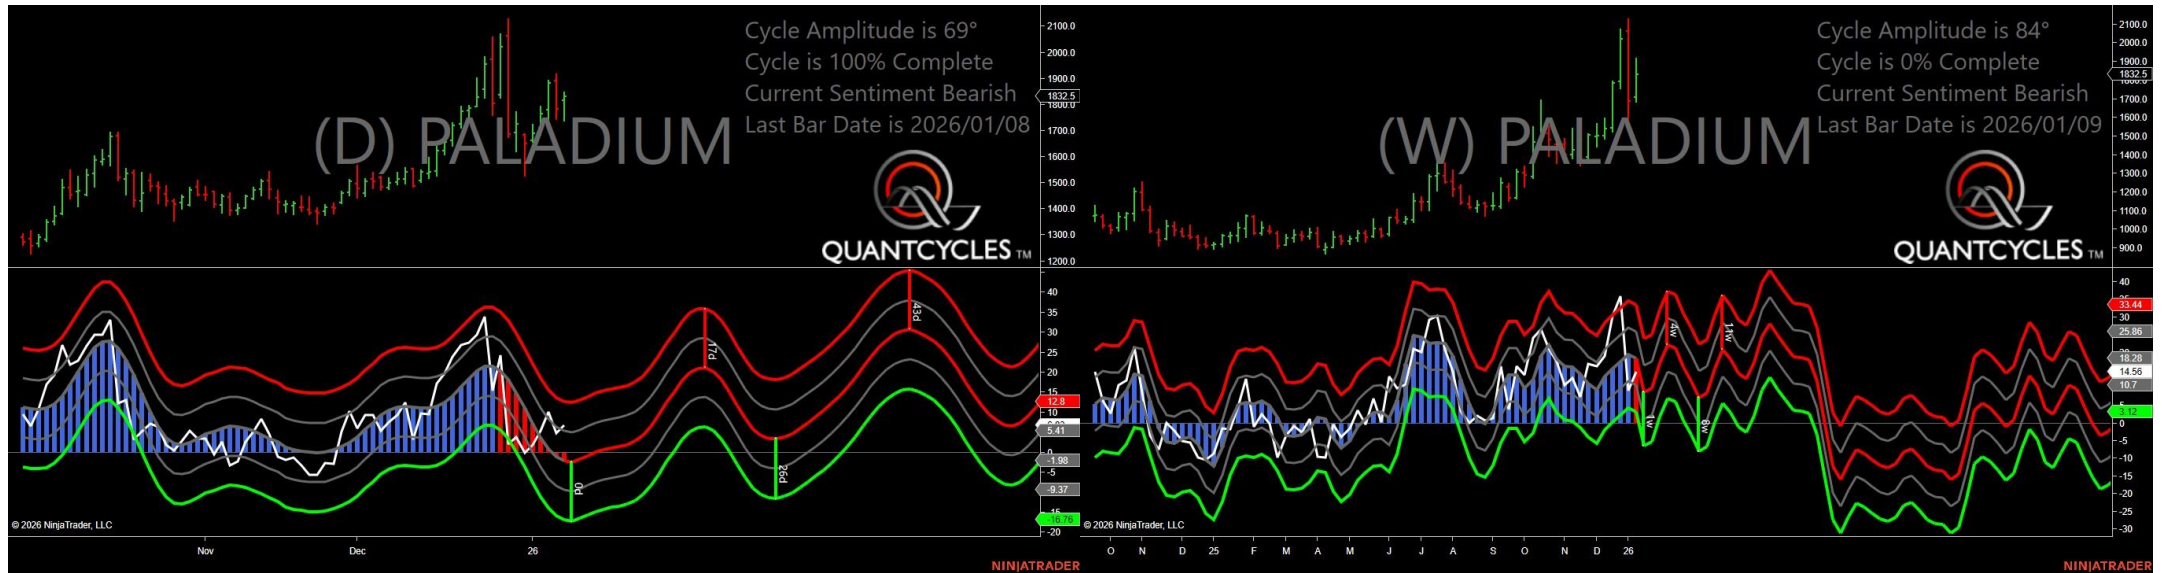 Cycle Amplitude is 69°
Cycle is 100% Complete
Current Sentiment Bearish
Last Bar Date is 2026/01/08
(D) PALADIUM
QUANTCYCLES TM
2100.0
2000.0
1900.0
1832.5
1800.0
1700.0
1600.0
1500.0
1400.0
1300.0
1200.0
40
35
30
25
20
15
12.8
10
5.41
0
-1.98
-5
-9.37
-15
-16.76
-20
17d
43d
0d
26d
© 2026 NinjaTrader, LLC
Nov
Dec
26
NINJATRADER
Cycle Amplitude is 84°
Cycle is 0% Complete
Current Sentiment Bearish
Last Bar Date is 2026/01/09
(W) PALADIUM
QUANTCYCLES TM
2100.0
2000.0
1900.0
1832.5
1700.0
1600.0
1500.0
1400.0
1300.0
1200.0
1100.0
1000.0
900.0
40
33.44
30
25.86
18.28
14.56
10.7
3.12
0
-5
-10
-15
-20
-25
-30
4w
11w
1w
8w
© 2026 NinjaTrader, LLC
O
N
D
25
F
M
A
M
J
J
A
S
O
N
D
26
NINJATRADER